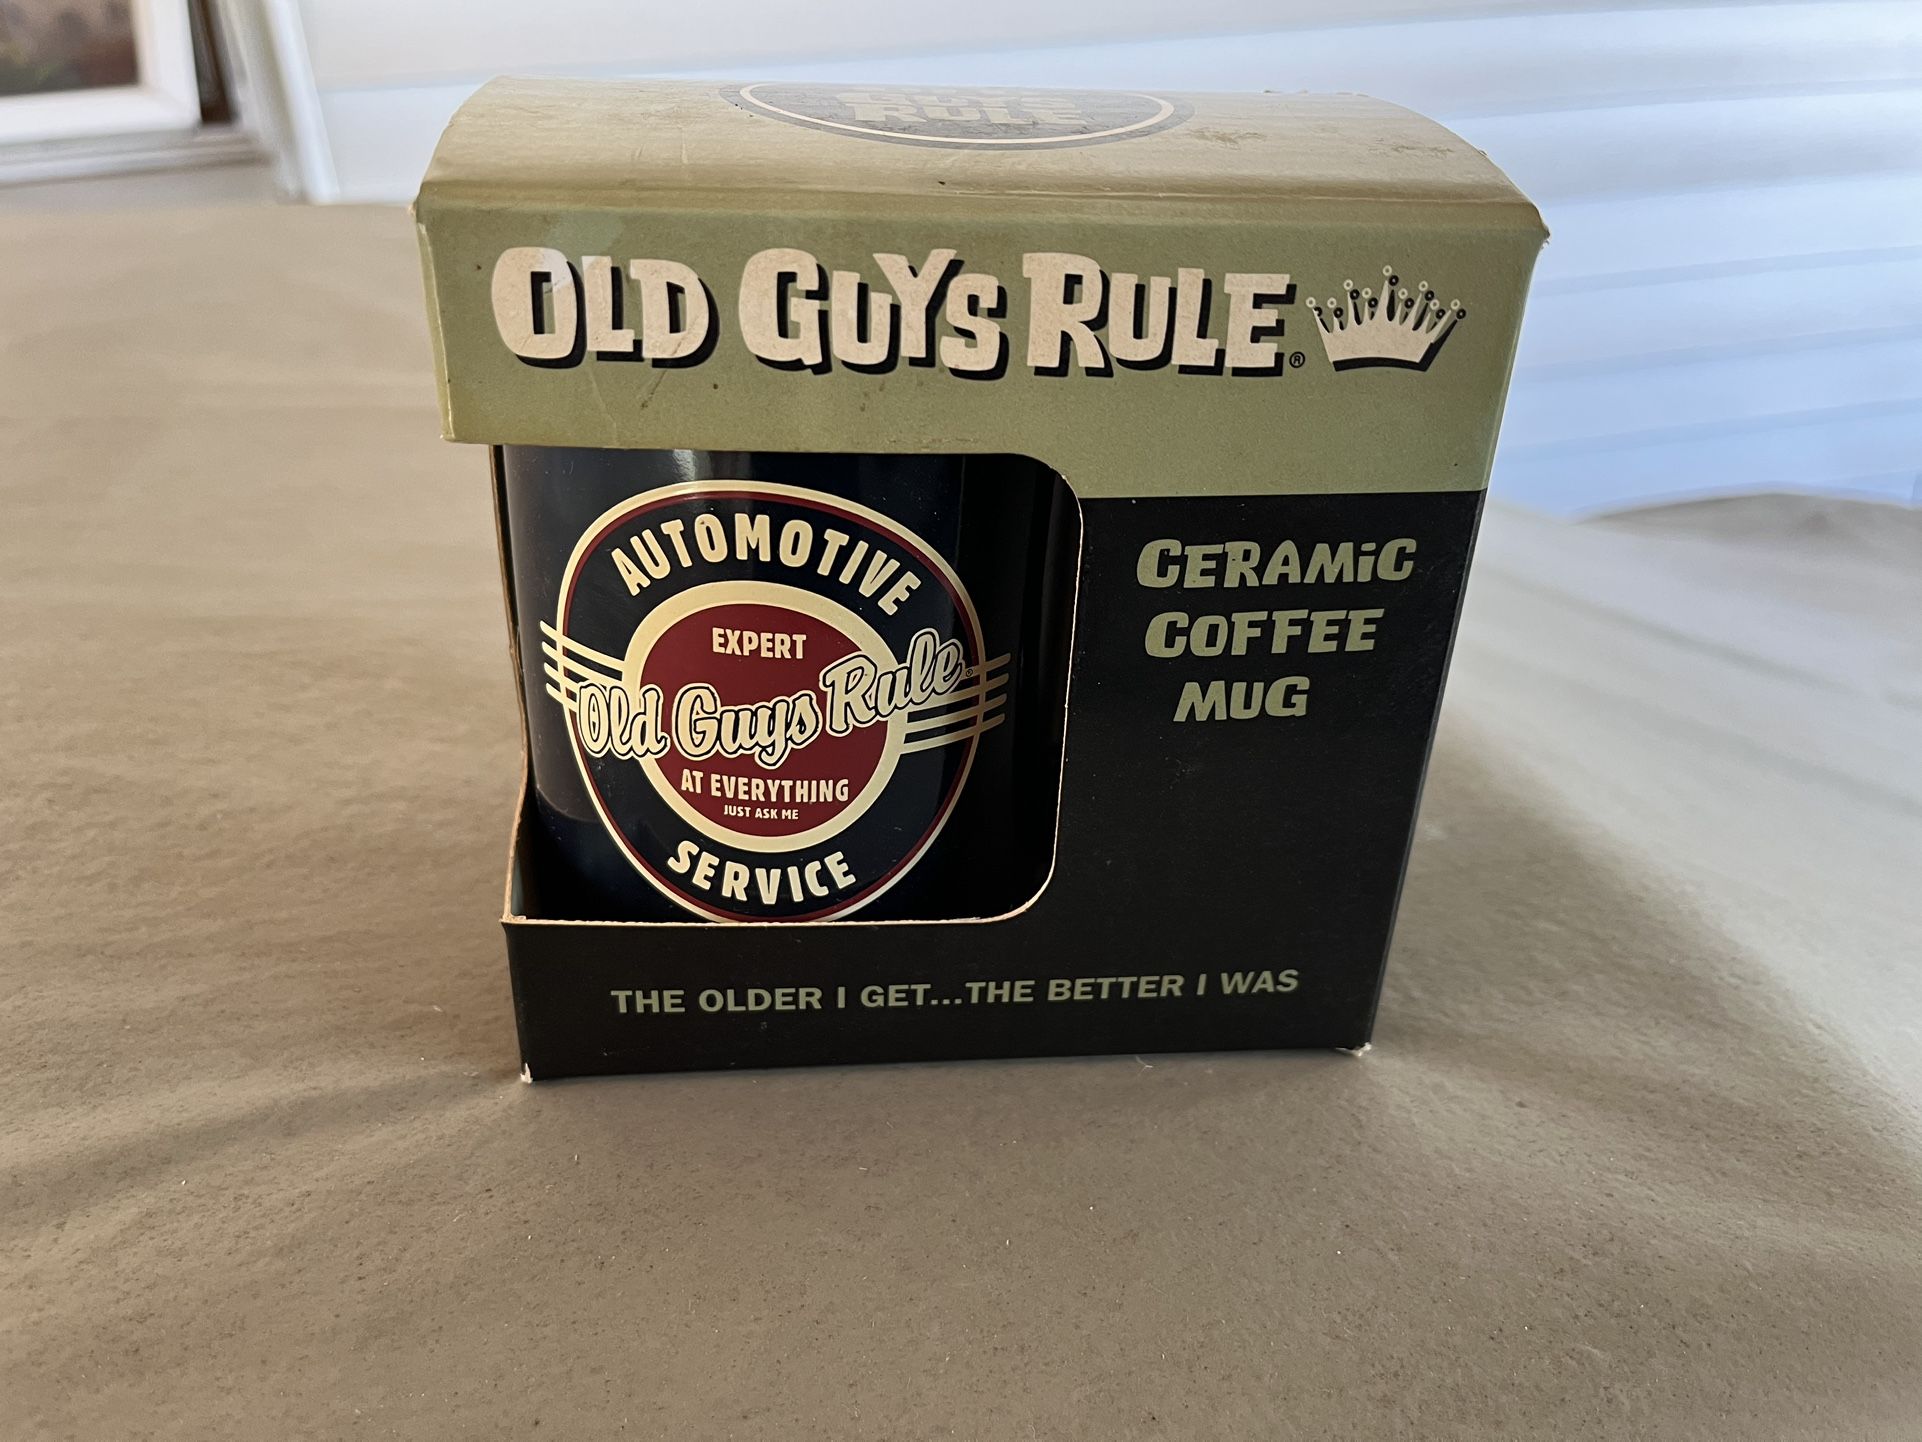 RULE
OLD GUYS RULE®
AUTOMOTIVE
EXPERT
Old Guys Rule
AT EVERYTHING
JUST ASK ME
SERVICE
CERAMiC
COFFEE
MUG
THE OLDER I GET...THE BETTER I WAS